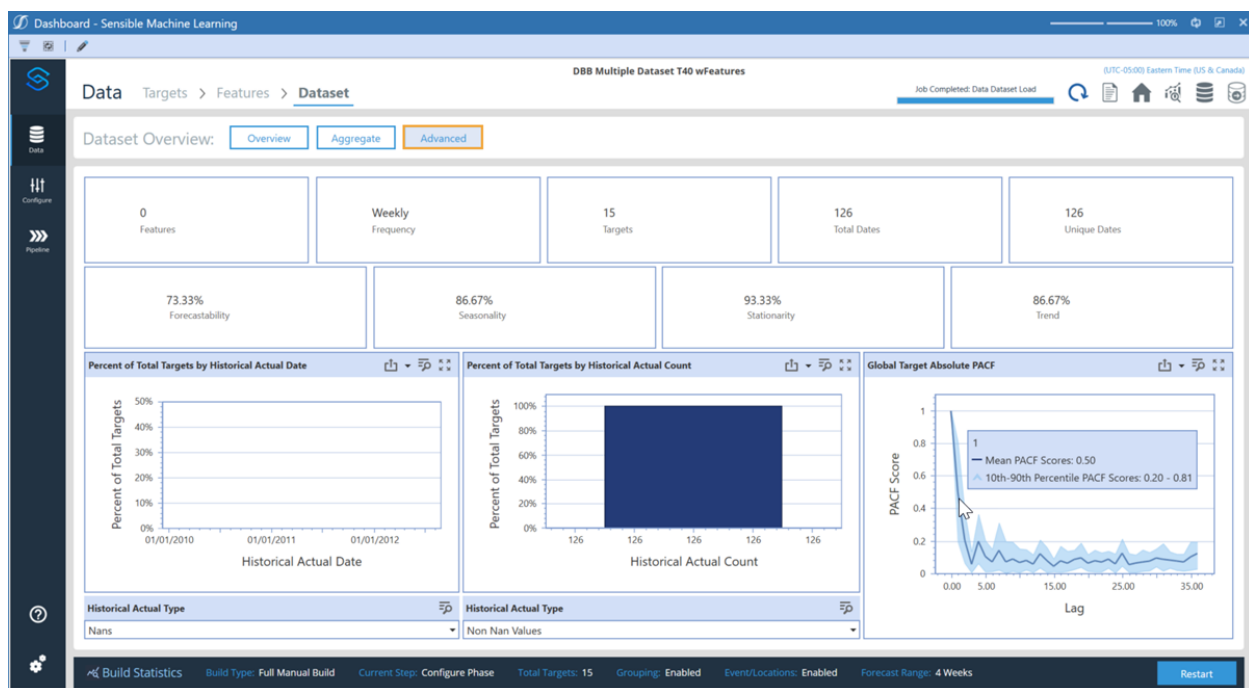 Dashboard - Sensible Machine Learning
100%
DBB Multiple Dataset T40 wFeatures
(UTC-05:00) Eastern Time (US & Canada)
Data Targets > Features > Dataset
Job Completed: Data Dataset Load
Data
Configure
Pipeline
Dataset Overview: Overview Aggregate Advanced
0
Features
Weekly
Frequency
15
Targets
126
Total Dates
126
Unique Dates
73.33%
Forecastability
86.67%
Seasonality
93.33%
Stationarity
86.67%
Trend
Percent of Total Targets by Historical Actual Date
Percent of Total Targets
50%
40%
30%
20%
10%
0%
01/01/2010 01/01/2011 01/01/2012
Historical Actual Date
Historical Actual Type
Nans
Percent of Total Targets by Historical Actual Count
Percent of Total Targets
100%
80%
60%
40%
20%
0%
126 126 126 126 126
Historical Actual Count
Historical Actual Type
Non Nan Values
Global Target Absolute PACF
PACF Score
1
0.8
0.6
0.4
0.2
0
1
Mean PACF Scores: 0.50
10th-90th Percentile PACF Scores: 0.20 - 0.81
0.00 5.00 15.00 25.00 35.00
Lag
Build Statistics Build Type: Full Manual Build Current Step: Configure Phase Total Targets: 15 Grouping: Enabled Event/Locations: Enabled Forecast Range: 4 Weeks Restart